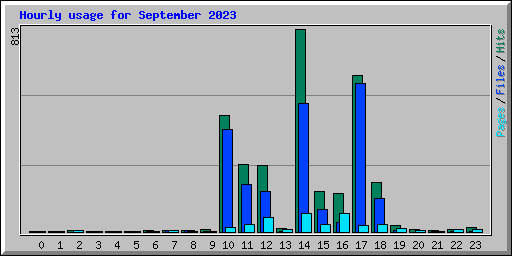 Hourly usage for September 2023
813
Pages / Files / Hits
0 1 2 3 4 5 6 7 8 9 10 11 12 13 14 15 16 17 18 19 20 21 22 23